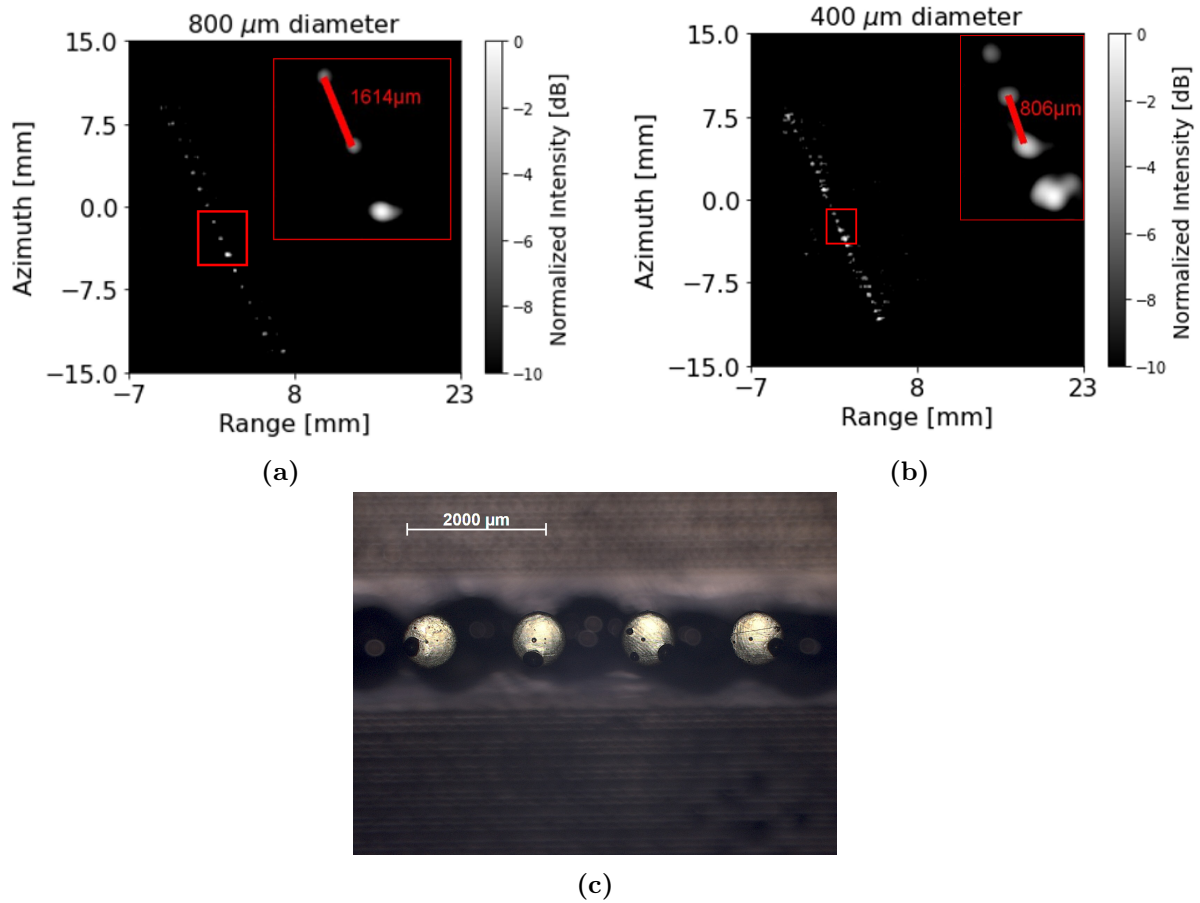 800 μm diameter
15.0
7.5
0.0
−7.5
−15.0
−7
8
23
Azimuth [mm]
Range [mm]
1614μm
0
−2
−4
−6
−8
−10
Normalized Intensity [dB]
(a)
400 μm diameter
15.0
7.5
0.0
−7.5
−15.0
−7
8
23
Azimuth [mm]
Range [mm]
806μm
0
−2
−4
−6
−8
−10
Normalized Intensity [dB]
(b)
2000 μm
(c)